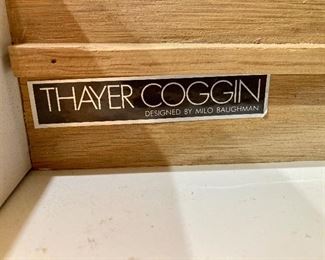 THAYER COGGIN
DESIGNED BY MILO BAUGHMAN